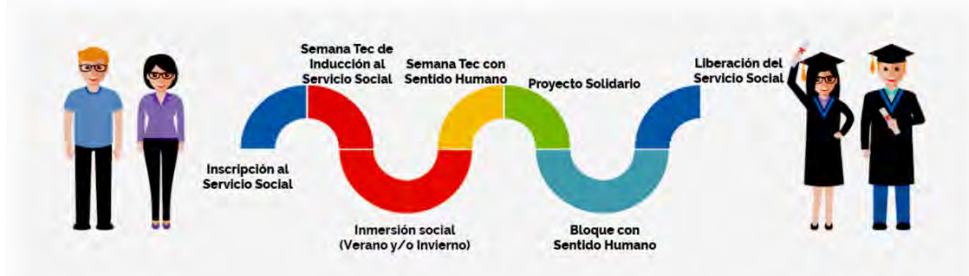 Inscripción al
Servicio Social
Semana Tec de
Inducción al
Servicio Social
Inmersión social
(Verano y/o Invierno)
Semana Tec con
Sentido Humano
Proyecto Solidario
Bloque con
Sentido Humano
Liberación del
Servicio Social